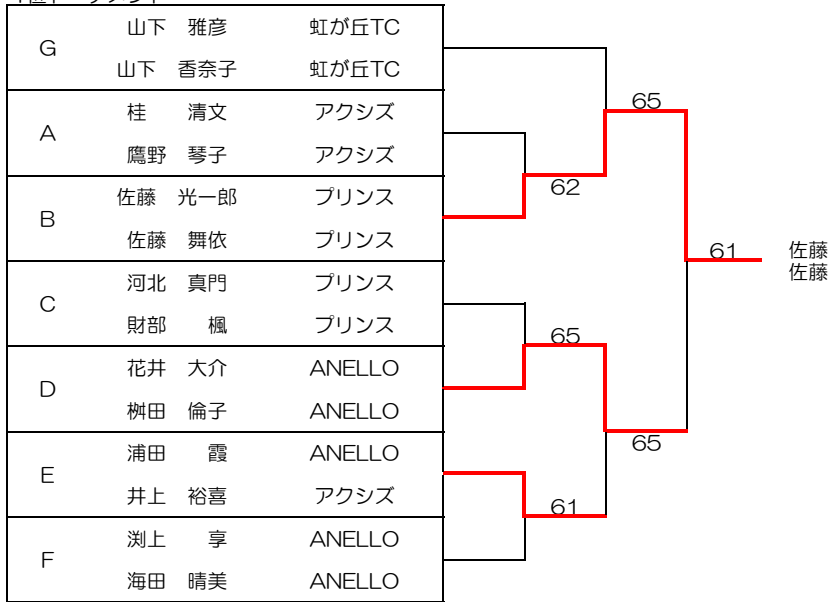 G
山下 雅彦 虹が丘TC
山下 香奈子 虹が丘TC
A
桂 清文 アクシズ
鷹野 琴子 アクシズ
B
佐藤 光一郎 プリンス
佐藤 舞依 プリンス
C
河北 真門 プリンス
財部 楓 プリンス
D
花井 大介 ANELLO
桝田 倫子 ANELLO
E
浦田 霞 ANELLO
井上 裕喜 アクシズ
F
渕上 享 ANELLO
海田 晴美 ANELLO
65
62
61
佐藤
佐藤
65
65
61